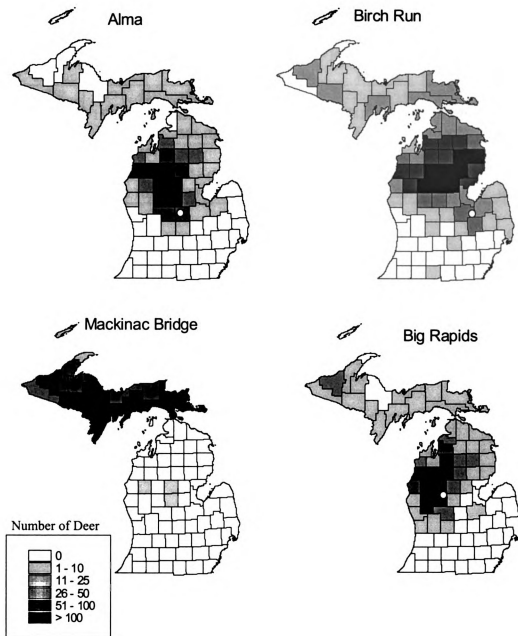 Alma
Birch Run
Mackinac Bridge
Big Rapids
Number of Deer
0
1 - 10
11 - 25
26 - 50
51 - 100
> 100